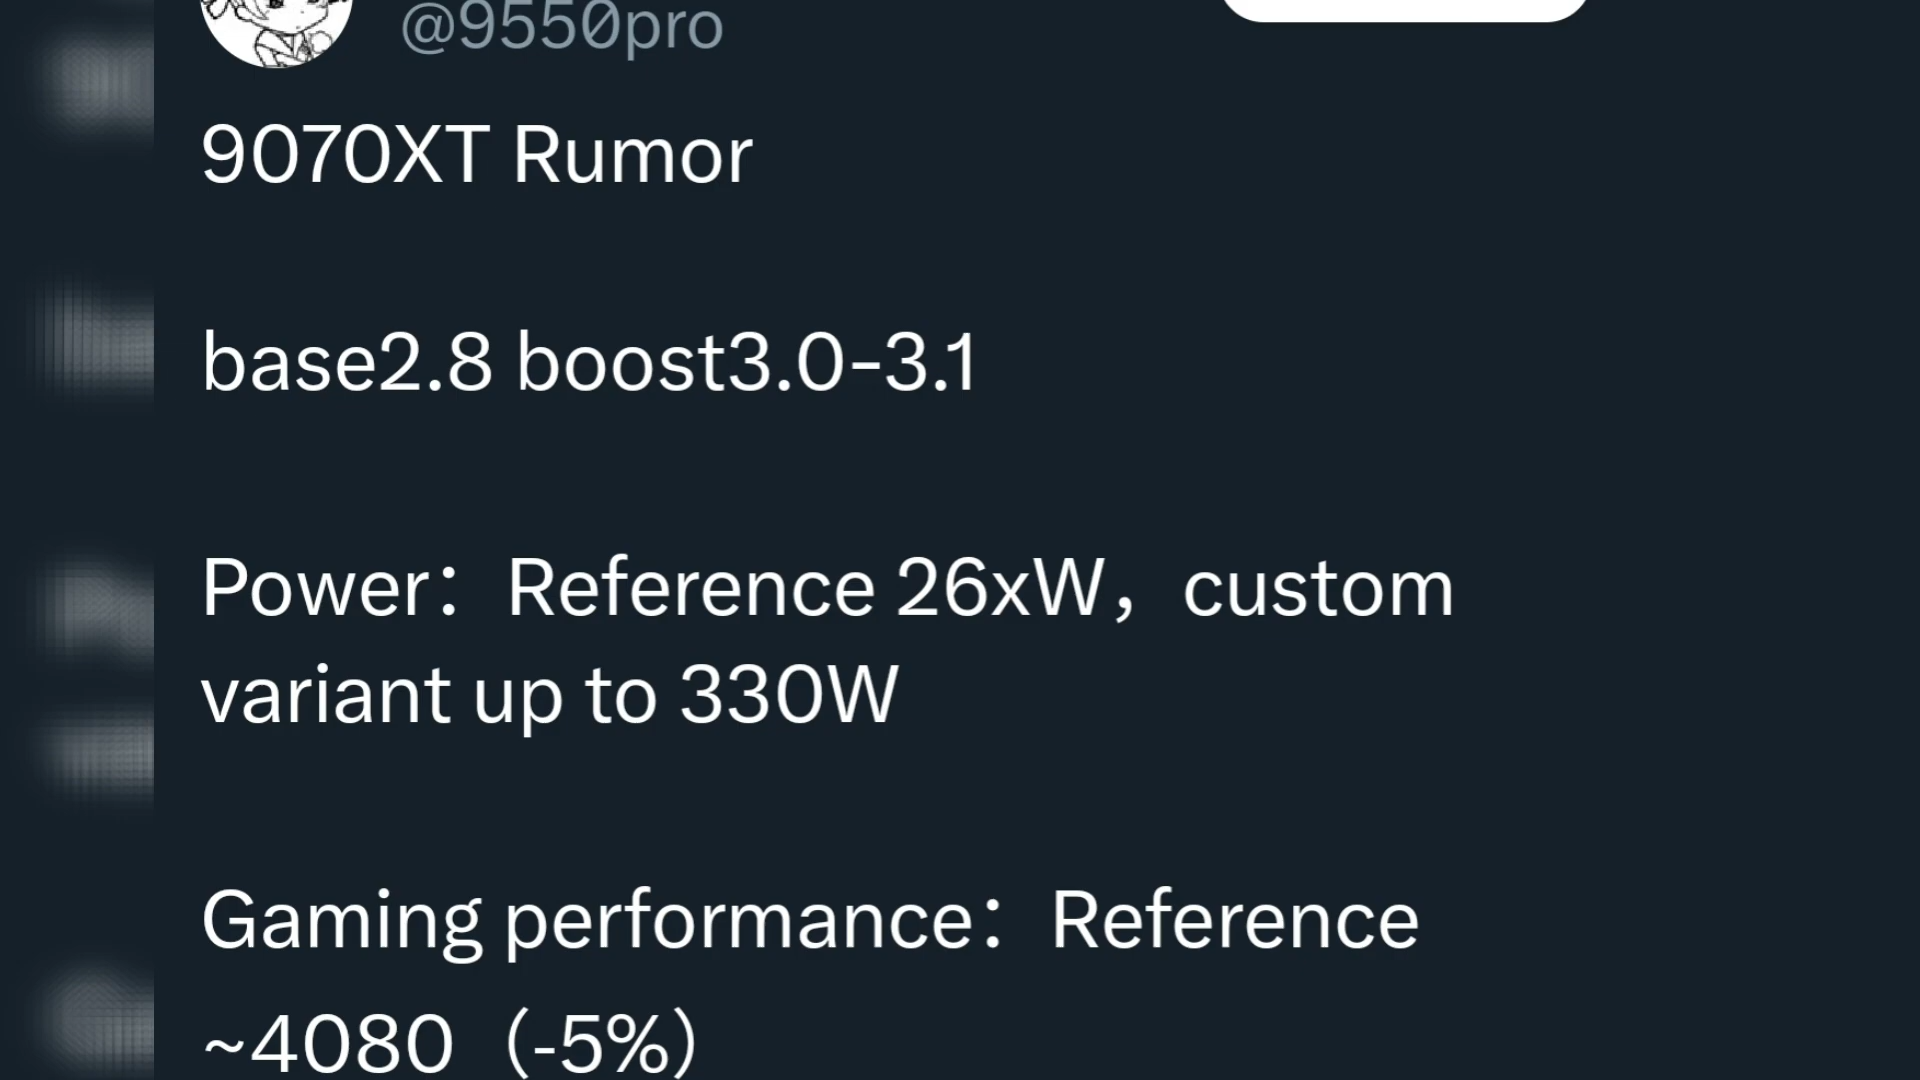 @9550pro
9070XT Rumor
base2.8 boost3.0-3.1
Power：Reference 26xW，custom
variant up to 330W
Gaming performance：Reference
~4080（-5%）